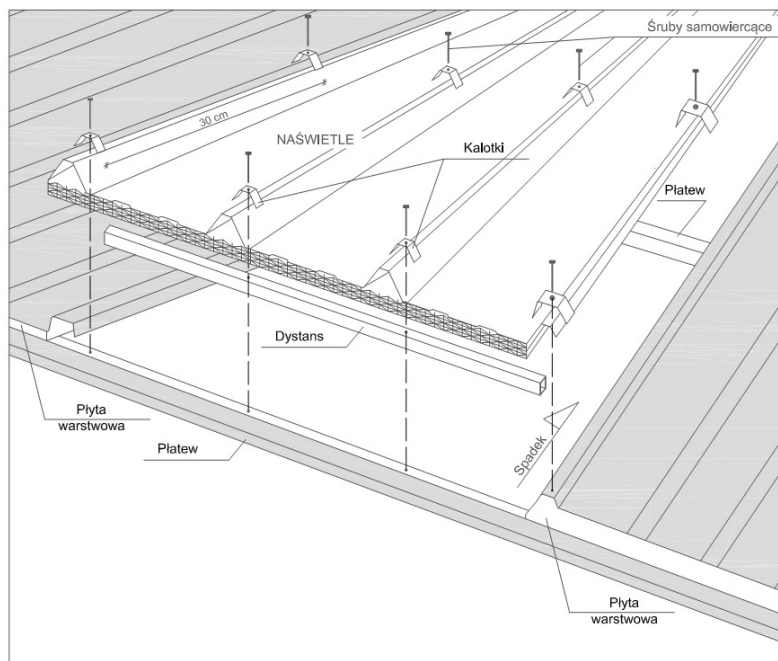 Śruby samowiercące
30 cm
NAŚWIETLE
Kalotki
Płatew
Dystans
Płyta
warstwowa
Płatew
Spadek
Płyta
warstwowa